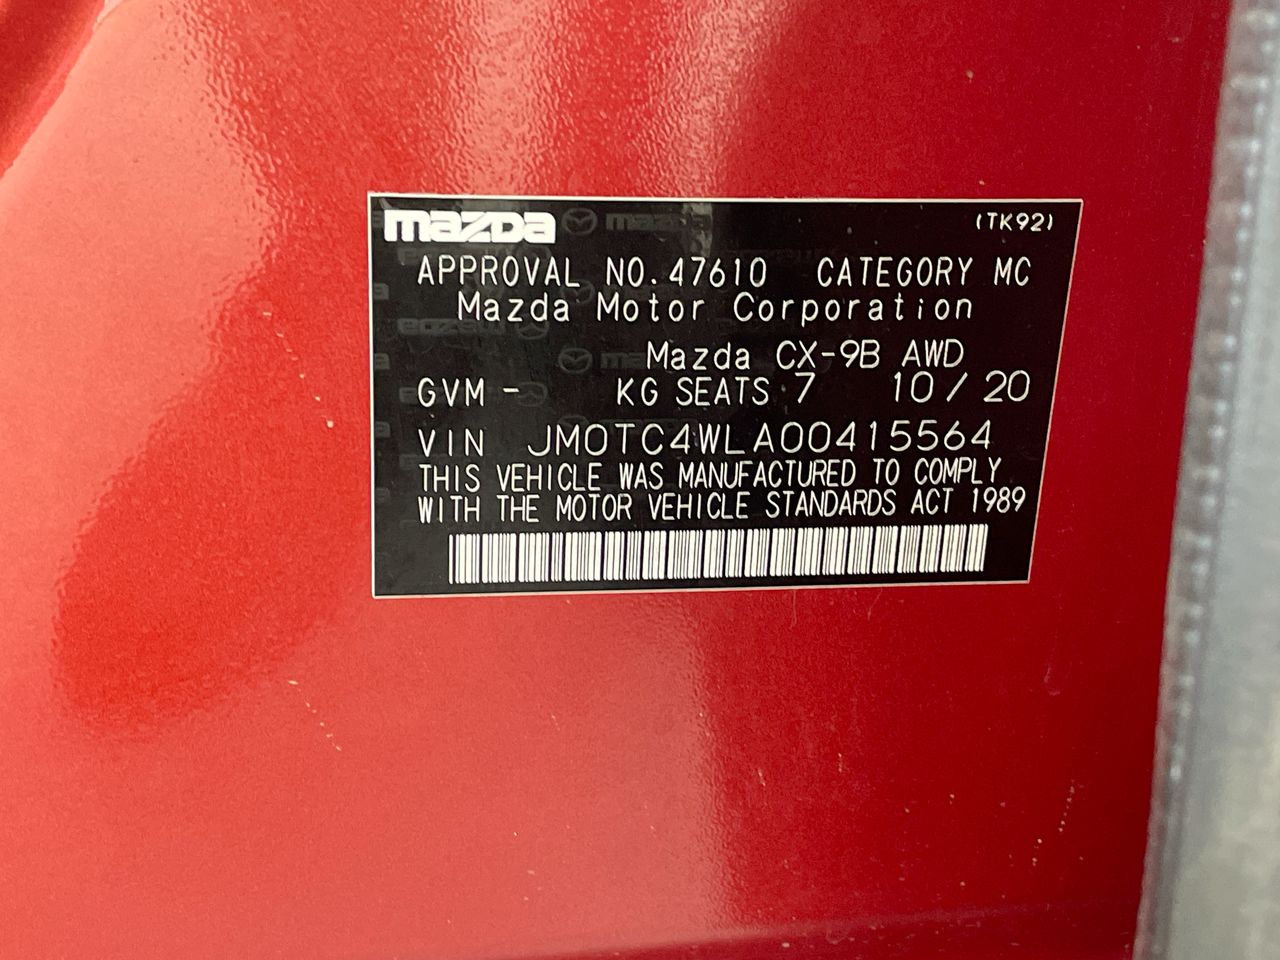 mazda (TK92)
APPROVAL NO.47610 CATEGORY MC
Mazda Motor Corporation
Mazda CX-9B AWD
GVM - KG SEATS 7 10/20
VIN JM0TC4WLA00415564
THIS VEHICLE WAS MANUFACTURED TO COMPLY
WITH THE MOTOR VEHICLE STANDARDS ACT 1989